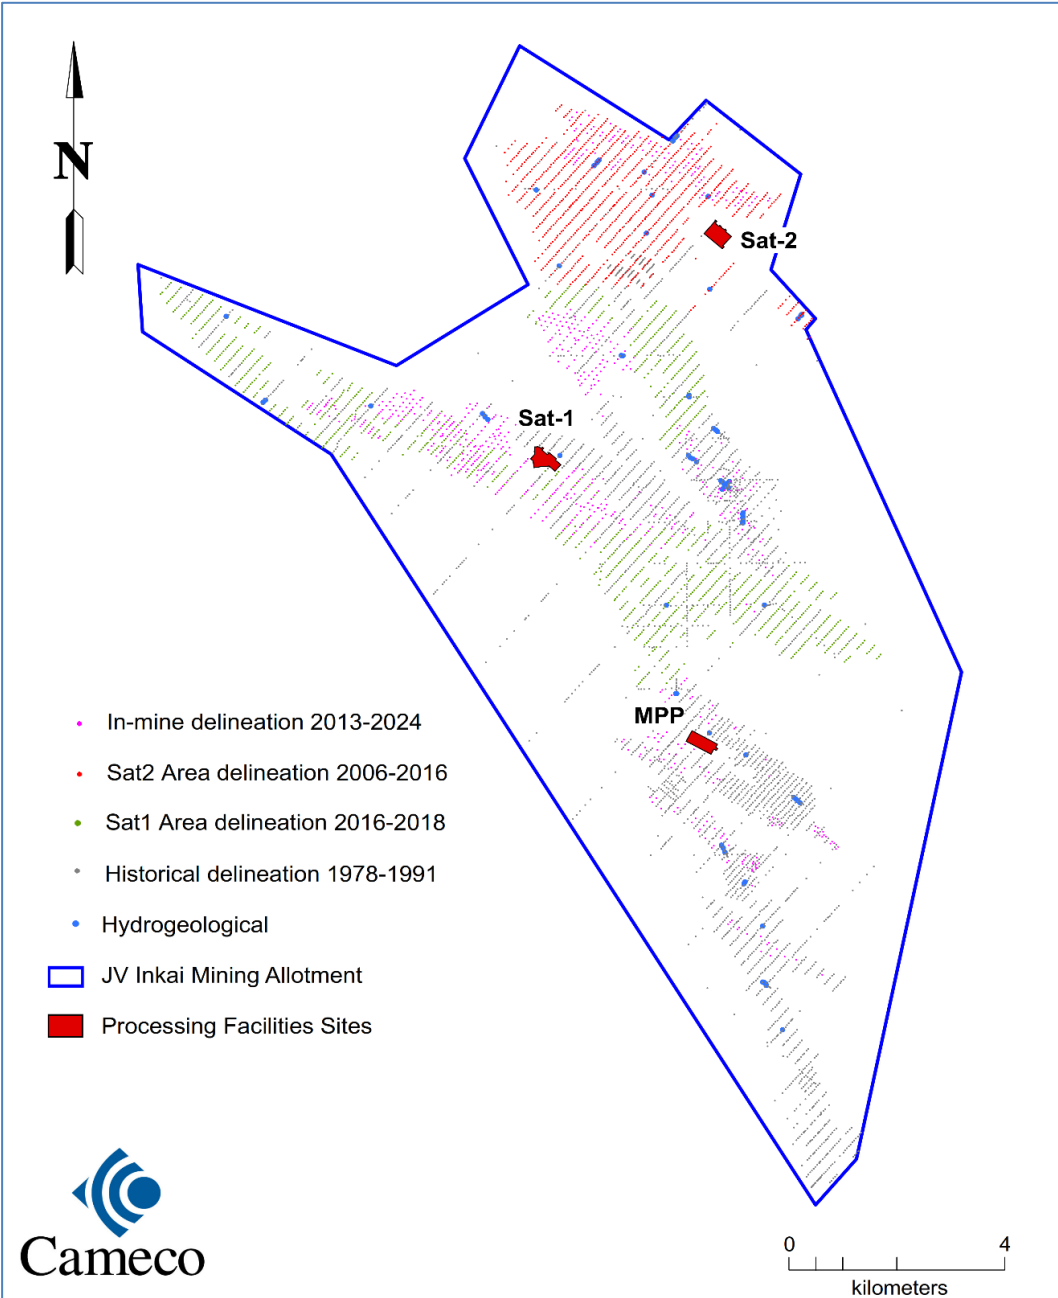 N
Sat-2
Sat-1
MPP
In-mine delineation 2013-2024
Sat2 Area delineation 2006-2016
Sat1 Area delineation 2016-2018
Historical delineation 1978-1991
Hydrogeological
JV Inkai Mining Allotment
Processing Facilities Sites
Cameco
0 4
kilometers